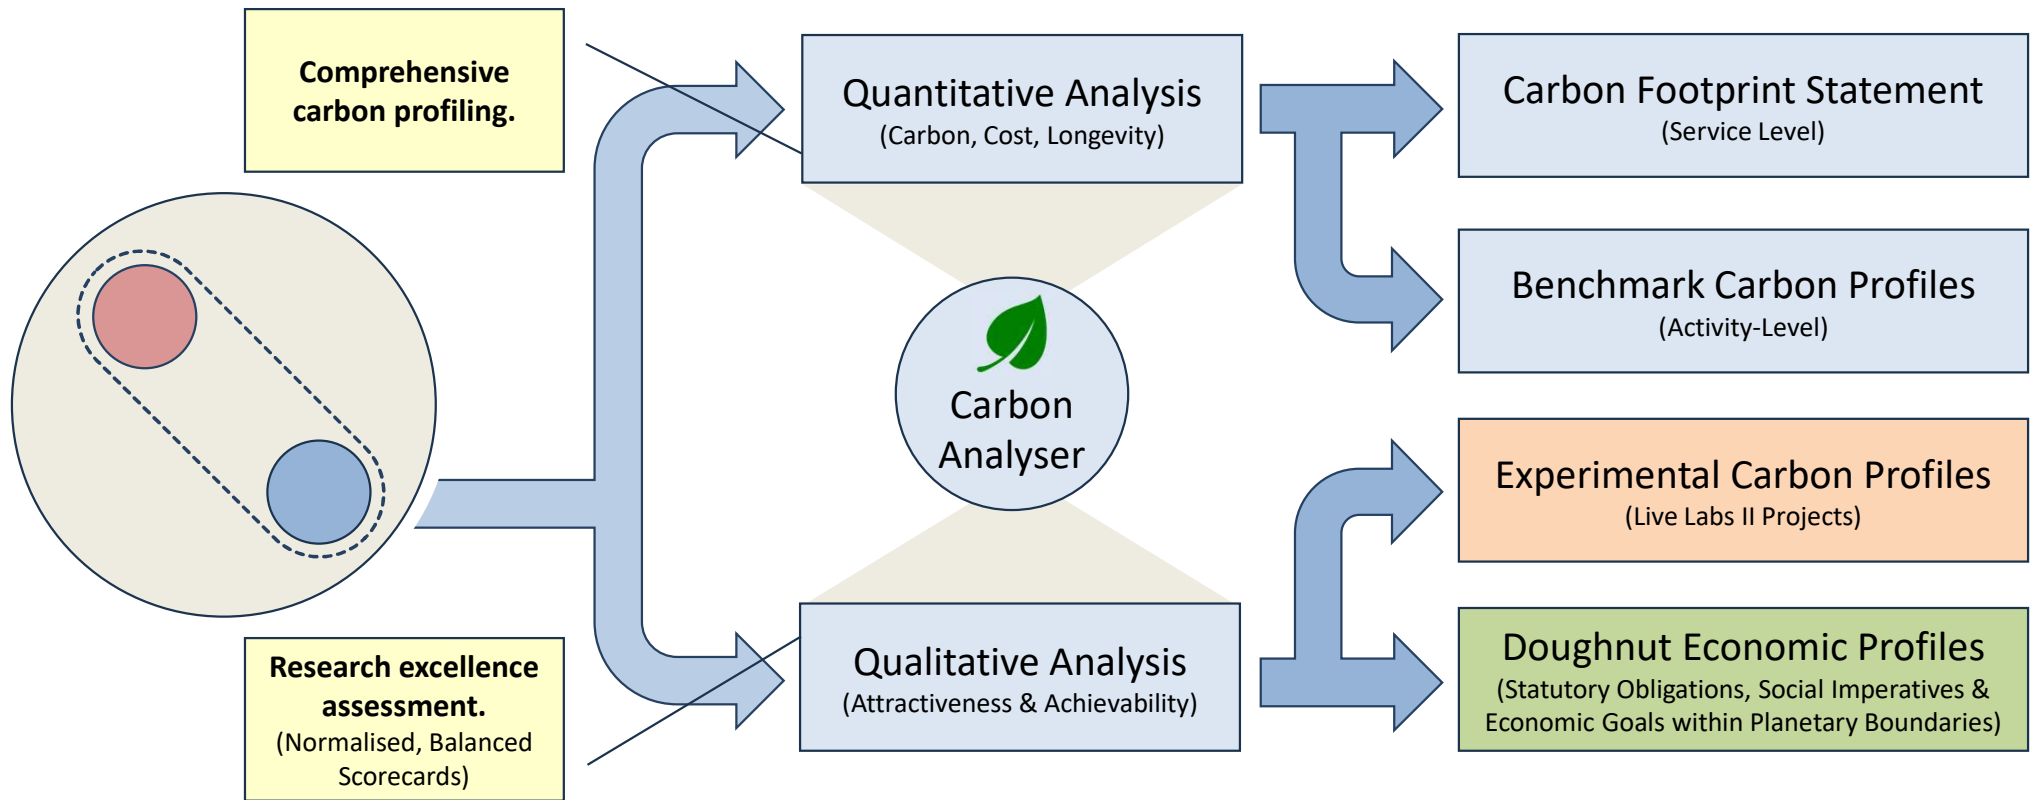 Comprehensive
carbon profiling.
Quantitative Analysis
(Carbon, Cost, Longevity)
Carbon Footprint Statement
(Service Level)
Benchmark Carbon Profiles
(Activity-Level)
Carbon
Analyser
Experimental Carbon Profiles
(Live Labs II Projects)
Research excellence
assessment.
(Normalised, Balanced
Scorecards)
Qualitative Analysis
(Attractiveness & Achievability)
Doughnut Economic Profiles
(Statutory Obligations, Social Imperatives &
Economic Goals within Planetary Boundaries)